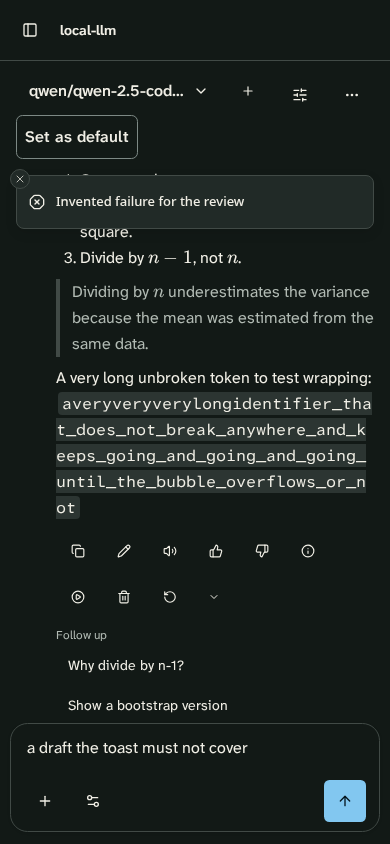 local-llm
qwen/qwen-2.5-cod...
Set as default
Invented failure for the review
square.
3. Divide by n − 1, not n.
Dividing by n underestimates the variance
because the mean was estimated from the
same data.
A very long unbroken token to test wrapping:
averyveryverylongidentifier_tha
t_does_not_break_anywhere_and_k
eeps_going_and_going_and_going_
until_the_bubble_overflows_or_n
ot
Follow up
Why divide by n-1?
Show a bootstrap version
a draft the toast must not cover